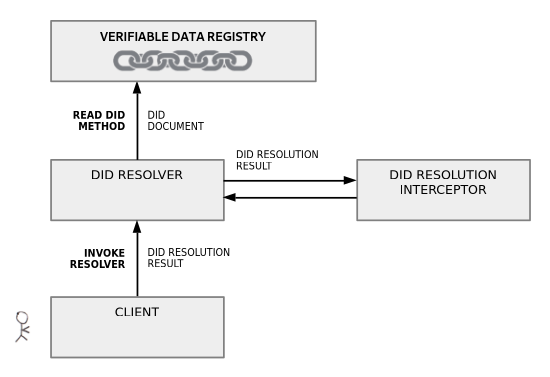 VERIFIABLE DATA REGISTRY
READ DID
METHOD
DID
DOCUMENT
DID RESOLVER
DID RESOLUTION
RESULT
DID RESOLUTION
INTERCEPTOR
INVOKE
RESOLVER
DID RESOLUTION
RESULT
CLIENT